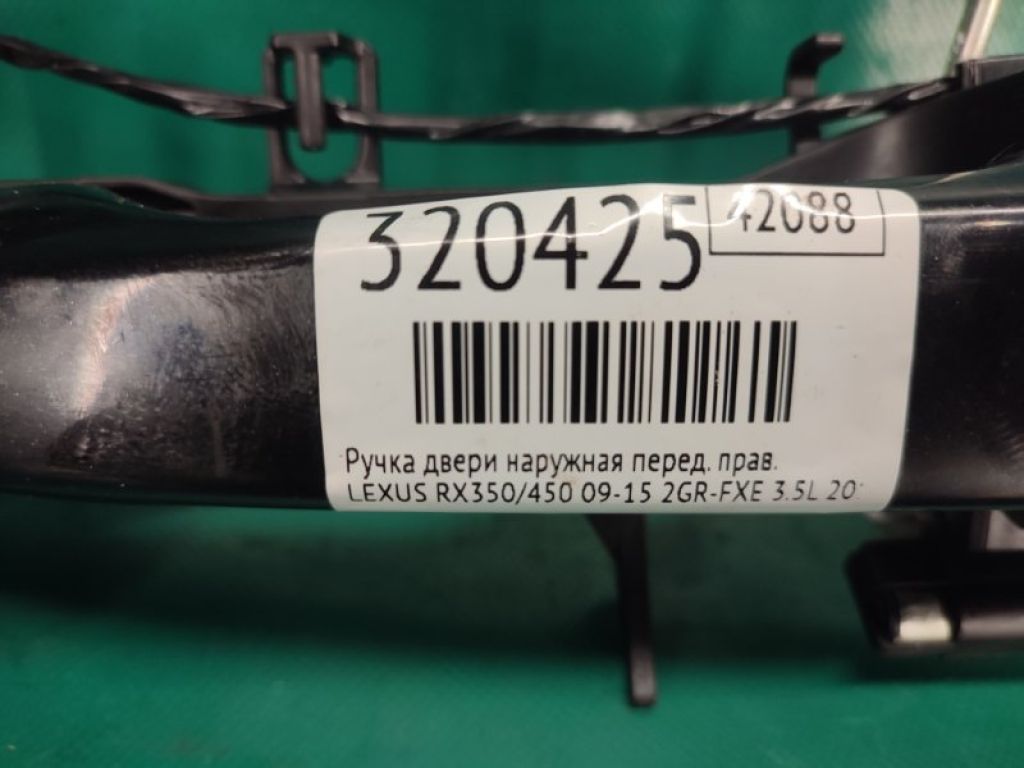 320425
42088
Ручка двери наружная перед. прав.
LEXUS RX350/450 09-15 2GR-FXE 3.5L